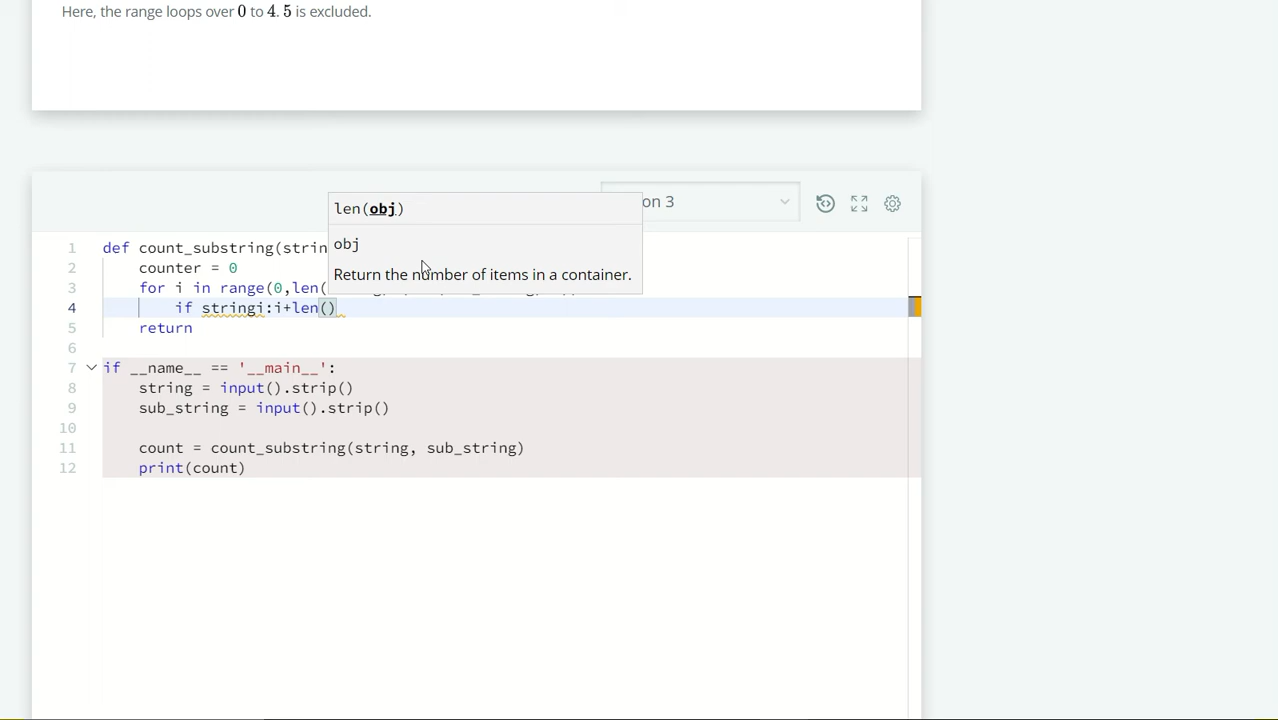 Here, the range loops over 0 to 4. 5 is excluded.
on 3
len(obj)
obj
Return the number of items in a container.
1 def count_substring(strin
2 counter = 0
3 for i in range(0,len(
4 if stringi:i+len()
5 return
6
7 if __name__ == '__main__':
8 string = input().strip()
9 sub_string = input().strip()
10
11 count = count_substring(string, sub_string)
12 print(count)